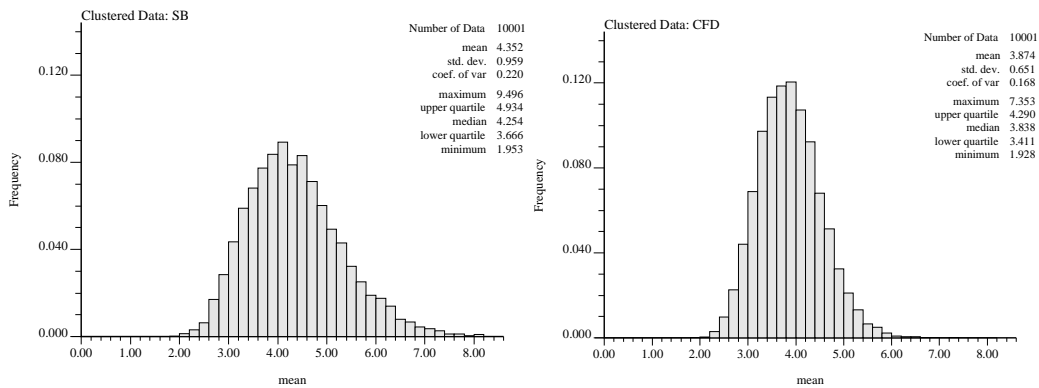 Clustered Data: SB
Number of Data 10001
mean 4.352
std. dev. 0.959
coef. of var 0.220
maximum 9.496
upper quartile 4.934
median 4.254
lower quartile 3.666
minimum 1.953
Frequency
0.120
0.080
0.040
0.000
0.00 1.00 2.00 3.00 4.00 5.00 6.00 7.00 8.00
mean
Clustered Data: CFD
Number of Data 10001
mean 3.874
std. dev. 0.651
coef. of var 0.168
maximum 7.353
upper quartile 4.290
median 3.838
lower quartile 3.411
minimum 1.928
Frequency
0.120
0.080
0.040
0.000
0.00 1.00 2.00 3.00 4.00 5.00 6.00 7.00 8.00
mean